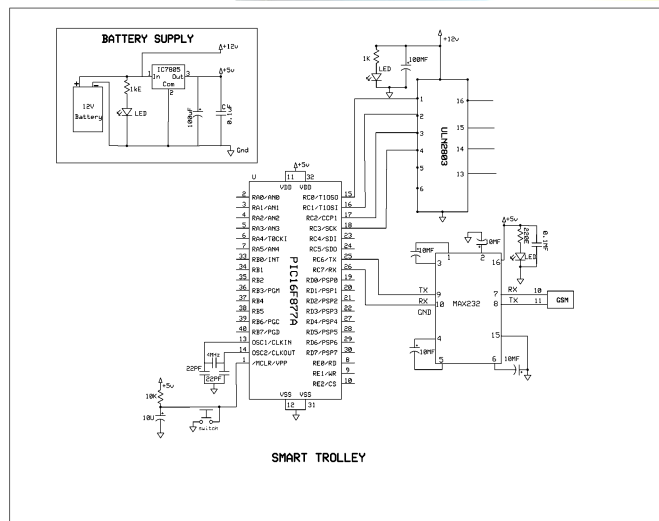 BATTERY SUPPLY
+12v
IC7805
1 In Out 3
Com
2
+5v
1kE
LED
+ -
12V
Battery
100uF
0.1
Gnd
+12v
1K
LED
100MF
ULN2803
1
2
3
4
5
6
16
15
14
13
U
+5v
11 32
VDD VDD
PIC16F877A
2 RA0/AN0 RC0/T1OSO 15
3 RA1/AN1 RC1/T1OSI 16
4 RA2/AN2 RC2/CCP1 17
5 RA3/AN3 RC3/SCK 18
6 RA4/T0CKI RC4/SDI 23
7 RA5/AN4 RC5/SDO 24
33 RB0/INT RC6/TX 25
34 RB1 RC7/RX 26
35 RB2 RD0/PSP0 19
36 RB3/PGM RD1/PSP1 20
37 RB4 RD2/PSP2 21
38 RB5 RD3/PSP3 22
39 RB6/PGC RD4/PSP4 27
40 RB7/PGD RD5/PSP5 28
13 OSC1/CLKIN RD6/PSP6 29
14 OSC2/CLKOUT RD7/PSP7 30
1 /MCLR/VPP RE0/RD 8
RE1/WR 9
RE2/CS 10
VSS VSS
12 31
4MHz
22PF 22PF
+5v
10K
10U
switch
+5v
10MF
10MF
220E
LED
0.1MF
1 2 16
3
TX 9
RX 10
GND
MAX232
7 RX 10
8 TX 11
GSM
4
15
10MF
5 6 10MF
SMART TROLLEY